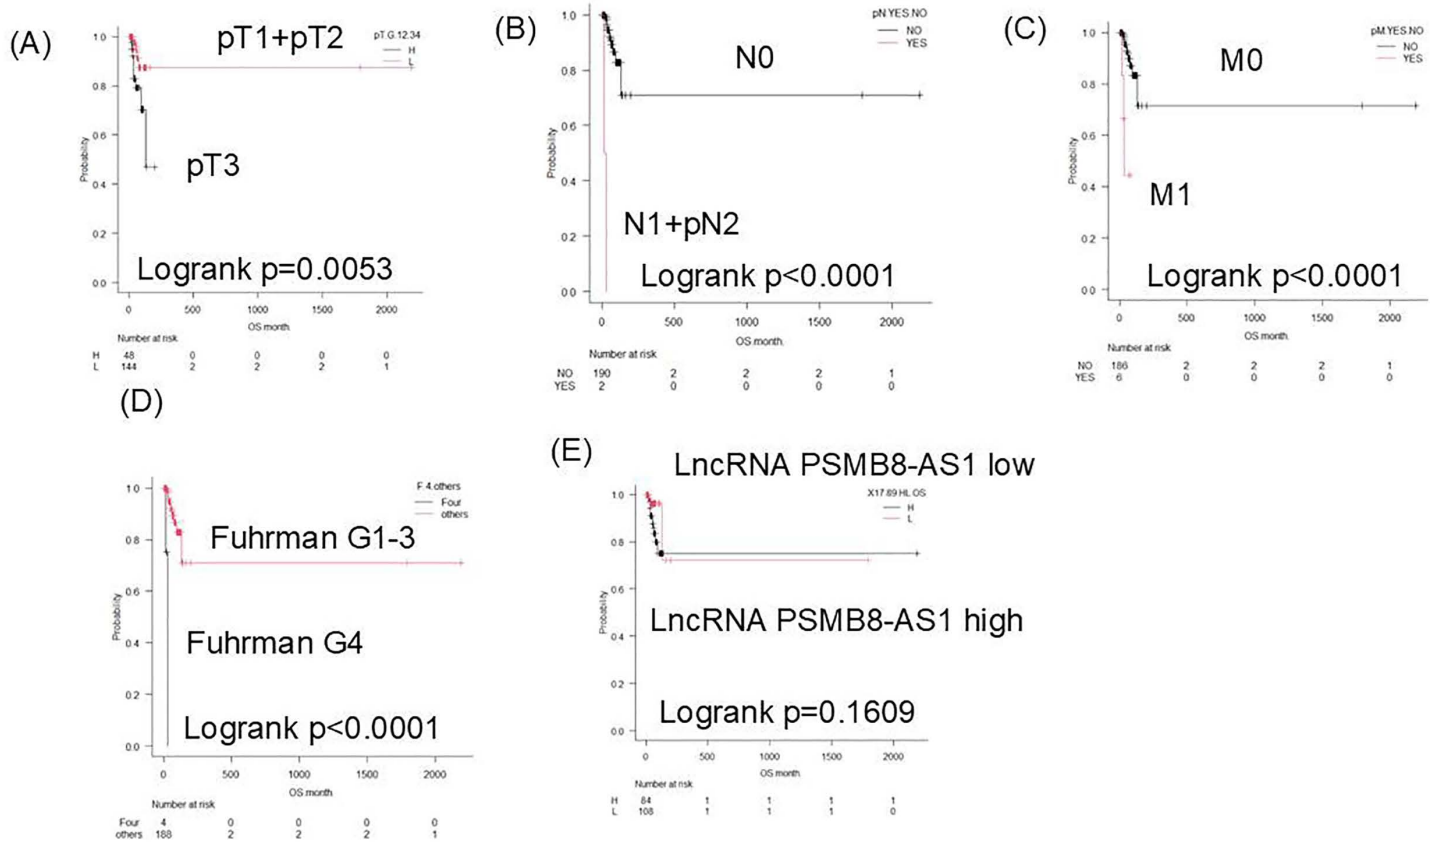 (A)
pT1+pT2
pT.G.12.34
H
L
1.0
0.8
0.6
0.4
0.2
0.0
Probability
pT3
Logrank p=0.0053
0 500 1000 1500 2000
OS month.
Number at risk
H 48 0 0 0 0
L 144 2 2 2 1
(B)
pN.YES.NO
NO
YES
N0
1.0
0.8
0.6
0.4
0.2
0.0
Probability
N1+pN2
Logrank p<0.0001
0 500 1000 1500 2000
OS month.
Number at risk
NO 190 2 2 2 1
YES 2 0 0 0 0
(C)
pM.YES.NO
NO
YES
M0
1.0
0.8
0.6
0.4
0.2
0.0
Probability
M1
Logrank p<0.0001
0 500 1000 1500 2000
OS month.
Number at risk
NO 186 2 2 2 1
YES 6 0 0 0 0
(D)
F.4.others
Four
others
Fuhrman G1-3
1.0
0.8
0.6
0.4
0.2
0.0
Probability
Fuhrman G4
Logrank p<0.0001
0 500 1000 1500 2000
OS month.
Number at risk
Four 4 0 0 0 0
others 188 2 2 2 1
(E)
LncRNA PSMB8-AS1 low
X17.89.HL.OS
H
L
1.0
0.8
0.6
0.4
0.2
0.0
Probability
LncRNA PSMB8-AS1 high
Logrank p=0.1609
0 500 1000 1500 2000
OS month.
Number at risk
H 84 1 1 1 1
L 108 1 1 1 0